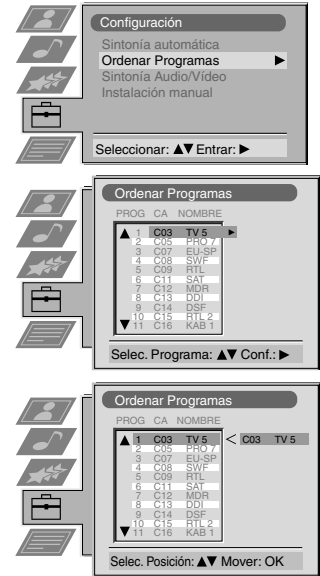 Configuración
Sintonía automática
Ordenar Programas ▶
Sintonía Audio/Vídeo
Instalación manual
Seleccionar: ▲▼ Entrar: ▶
Ordenar Programas
PROG CA NOMBRE
1 C03 TV 5 ▶
2 C05 PRO 7
3 C07 EU-SP
4 C08 SWF
5 C09 RTL
6 C11 SAT
7 C12 MDR
8 C13 DDI
9 C14 DSF
10 C15 RTL 2
11 C16 KAB 1
Selec. Programa: ▲▼ Conf.: ▶
Ordenar Programas
PROG CA NOMBRE
1 C03 TV 5 < C03 TV 5
2 C05 PRO 7
3 C07 EU-SP
4 C08 SWF
5 C09 RTL
6 C11 SAT
7 C12 MDR
8 C13 DDI
9 C14 DSF
10 C15 RTL 2
11 C16 KAB 1
Selec. Posición: ▲▼ Mover: OK